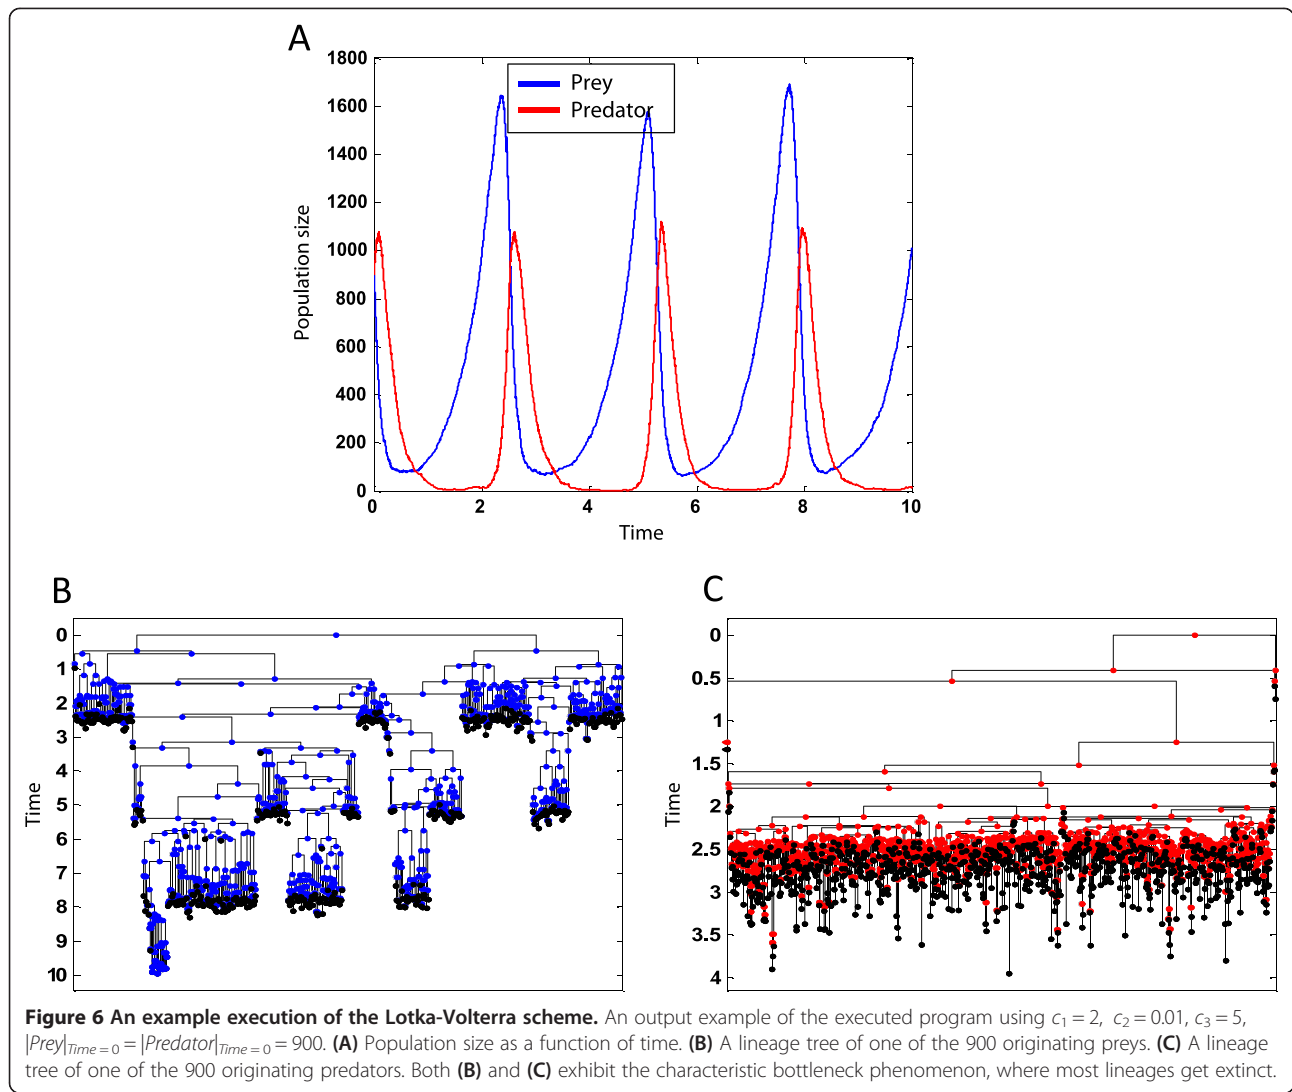 A
1800
1600
1400
1200
1000
800
600
400
200
0
Population size
Prey
Predator
0 2 4 6 8 10
Time
B
0
1
2
3
4
5
6
7
8
9
10
Time
C
0
0.5
1
1.5
2
2.5
3
3.5
4
Time
Figure 6 An example execution of the Lotka-Volterra scheme. An output example of the executed program using c₁ = 2, c₂ = 0.01, c₃ = 5,
|Prey|Time = 0 = |Predator|Time = 0 = 900. (A) Population size as a function of time. (B) A lineage tree of one of the 900 originating preys. (C) A lineage
tree of one of the 900 originating predators. Both (B) and (C) exhibit the characteristic bottleneck phenomenon, where most lineages get extinct.